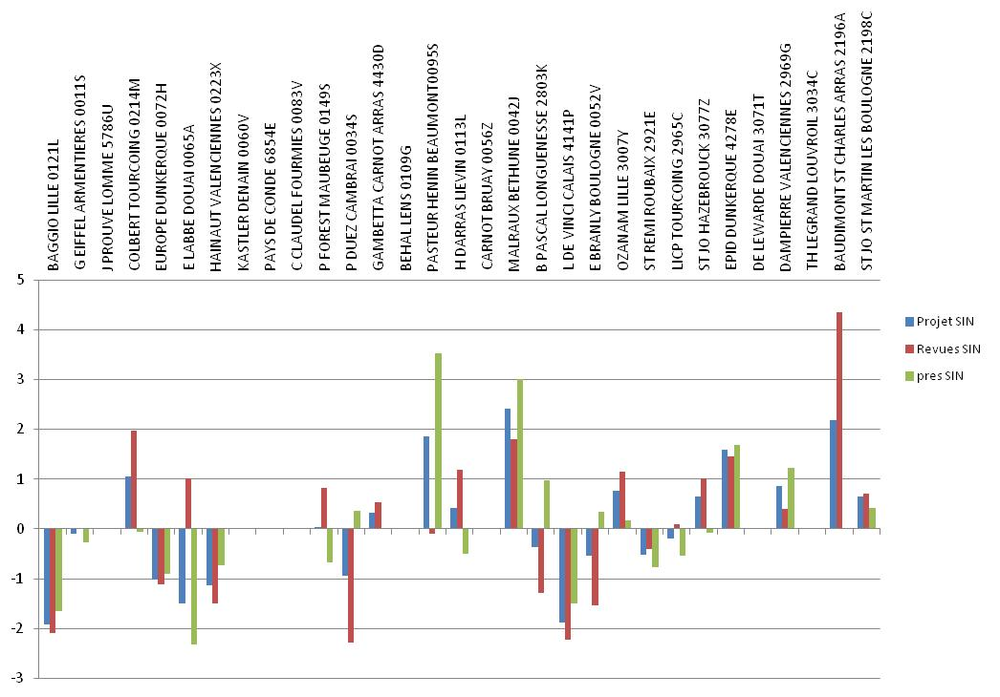 BAGGIO LILLE 0121L
G EIFFEL ARMENTIERES 0011S
J PROUVE LOMME 5786U
COLBERT TOURCOING 0214M
EUROPE DUNKERQUE 0072H
E LABBE DOUAI 0065A
HAINAUT VALENCIENNES 0223X
KASTLER DENAIN 0060V
PAYS DE CONDE 6854E
C CLAUDEL FOURMIES 0083V
P FOREST MAUBEUGE 0149S
P DUEZ CAMBRAI 0034S
GAMBETTA CARNOT ARRAS 4430D
BEHAL LENS 0109G
PASTEUR HENIN BEAUMONT0095S
H DARRAS LIEVIN 0113L
CARNOT BRUAY 0056Z
MALRAUX BETHUNE 0042J
B PASCAL LONGUENESSE 2803K
L DE VINCI CALAIS 4141P
E BRANLY BOULOGNE 0052V
OZANAM LILLE 3007Y
ST REMI ROUBAIX 2921E
LICP TOURCOING 2965C
ST JO HAZEBROUCK 3077Z
EPID DUNKERQUE 4278E
DE LEWARDE DOUAI 3071T
DAMPIERRE VALENCIENNES 2969G
TH LEGRAND LOUVROIL 3034C
BAUDIMONT ST CHARLES ARRAS 2196A
ST JO ST MARTIN LES BOULOGNE 2198C
5
4
3
2
1
0
-1
-2
-3
Projet SIN
Revues SIN
pres SIN